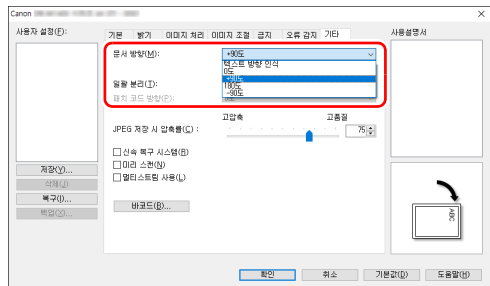 Canon
사용자 설정(F):
저장(V)...
삭제(J)
복구(I)...
백업(X)...
기본 밝기 이미지 처리 이미지 조절 급지 오류 감지 기타
문서 방향(M): +90도
텍스트 방향 인식
0도
+90도
180도
-90도
일괄 분리(T):
패치 코드 방향(P):
고압축 고품질
JPEG 저장 시 압축률(C) : 75
신속 복구 시스템(R)
미리 스캔(N)
멀티스트림 사용(L)
바코드(B)...
사용설명서
ABC
확인 취소 기본값(D) 도움말(H)